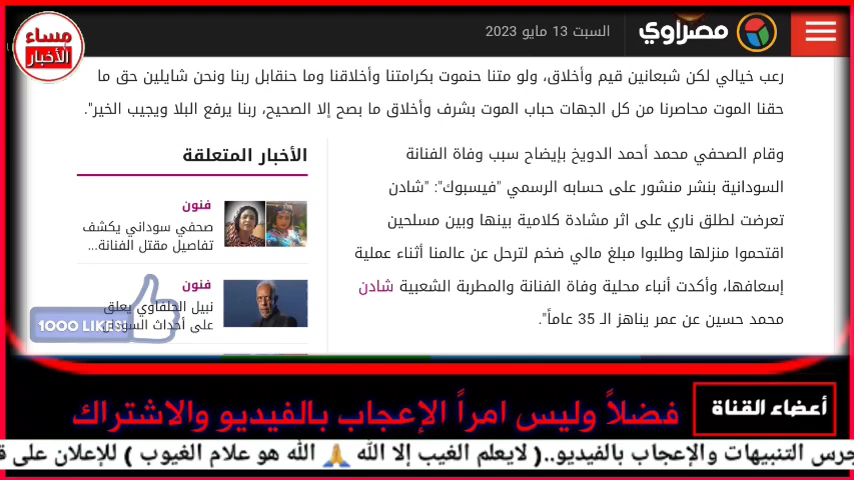 مساء
الأخبار
مصراوي
السبت 13 مايو 2023
رعب خيالي لكن شبعانين قيم وأخلاق، ولو متنا حنموت بكرامتنا وأخلاقنا وما حنقابل ربنا ونحن شايلين حق ما
حقنا الموت محاصرنا من كل الجهات حباب الموت بشرف وأخلاق ما بصح إلا الصحيح، ربنا يرفع البلا ويجيب الخير".
وقام الصحفي محمد أحمد الدويخ بإيضاح سبب وفاة الفنانة
السودانية بنشر منشور على حسابه الرسمي "فيسبوك": "شادن
تعرضت لطلق ناري على اثر مشادة كلامية بينها وبين مسلحين
اقتحموا منزلها وطلبوا مبلغ مالي ضخم لترحل عن عالمنا أثناء عملية
إسعافها، وأكدت أنباء محلية وفاة الفنانة والمطربة الشعبية شادن
محمد حسين عن عمر يناهز الـ 35 عاماً".
الأخبار المتعلقة
فنون
صحفي سوداني يكشف
تفاصيل مقتل الفنانة...
فنون
نبيل الحلفاوي يعلق
على أحداث السودان
1000 LIKES!
أعضاء القناة
فضلاً وليس امراً الإعجاب بالفيديو والاشتراك
جرس التنبيهات والإعجاب بالفيديو..( لايعلم الغيب إلا الله 🙏 الله هو علام الغيوب ) للإعلان على